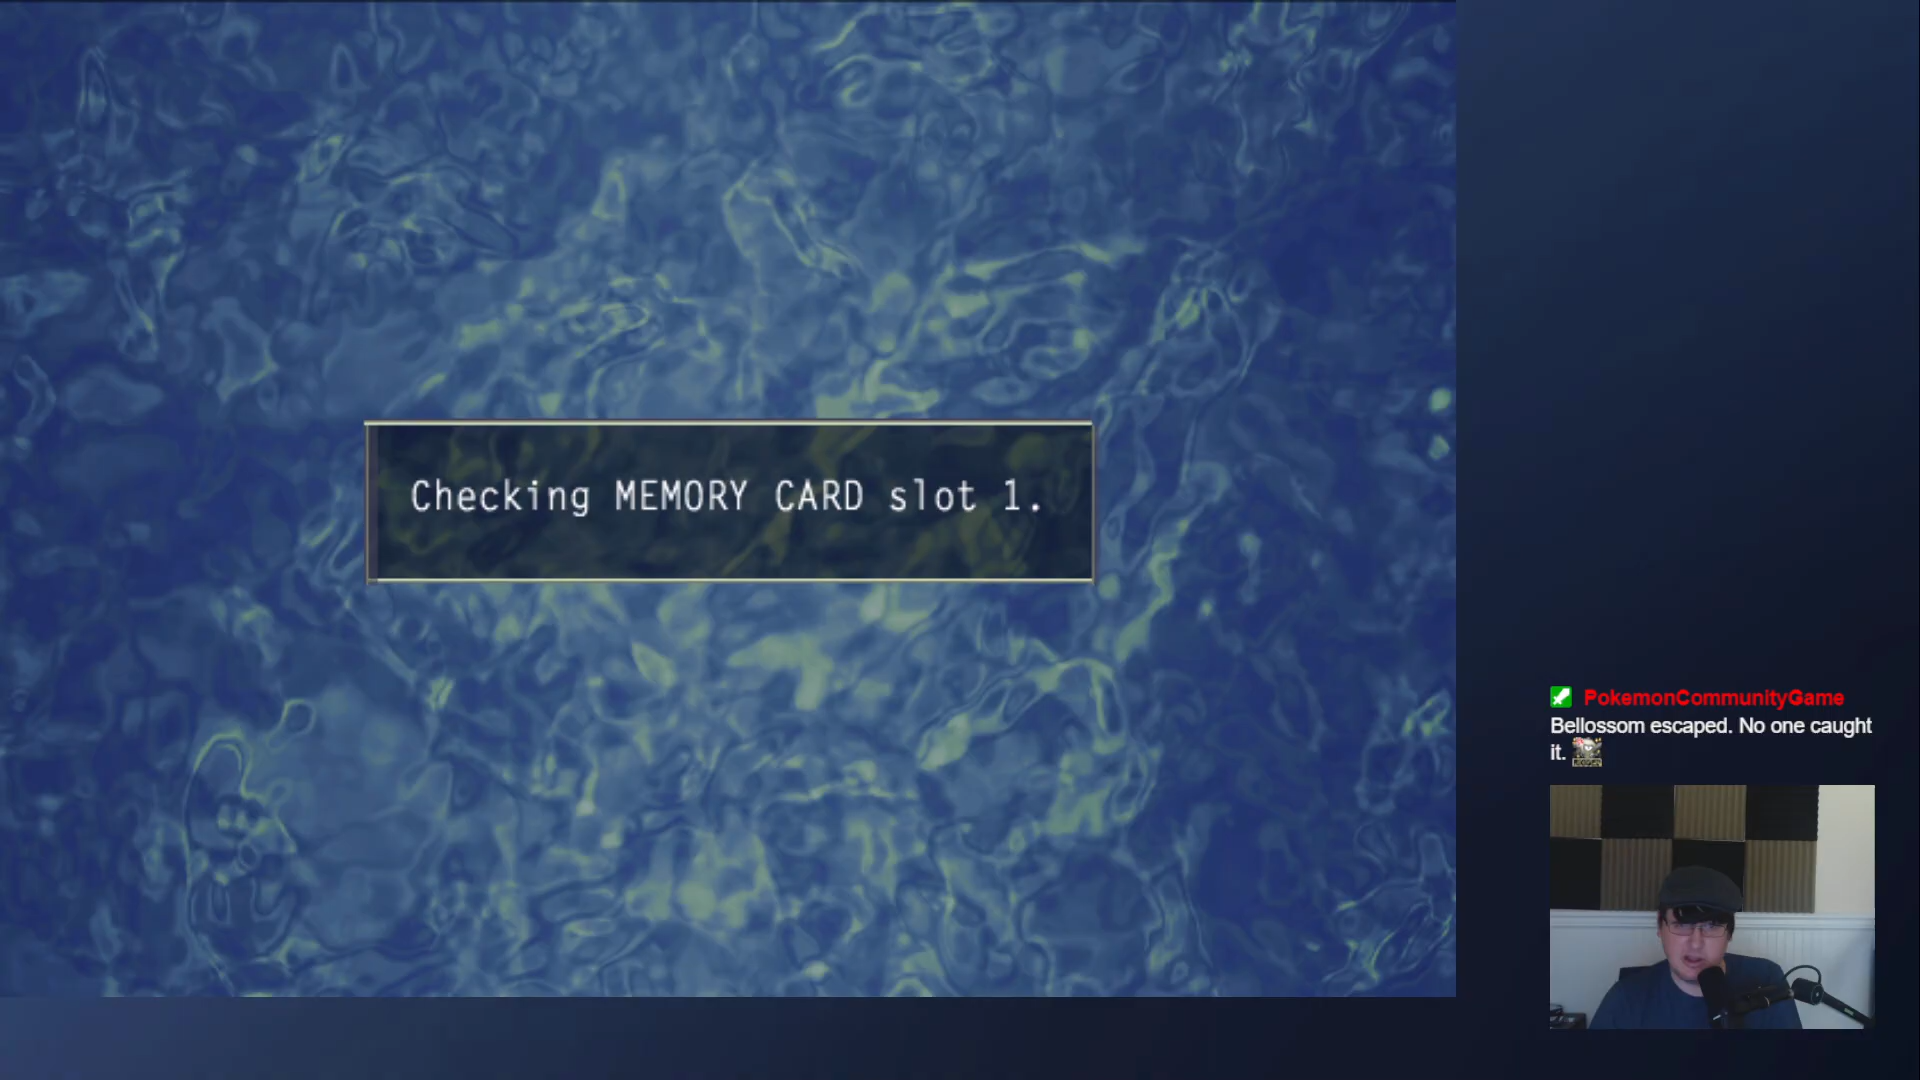 Checking MEMORY CARD slot 1.
PokemonCommunityGame
Bellossom escaped. No one caught
it.